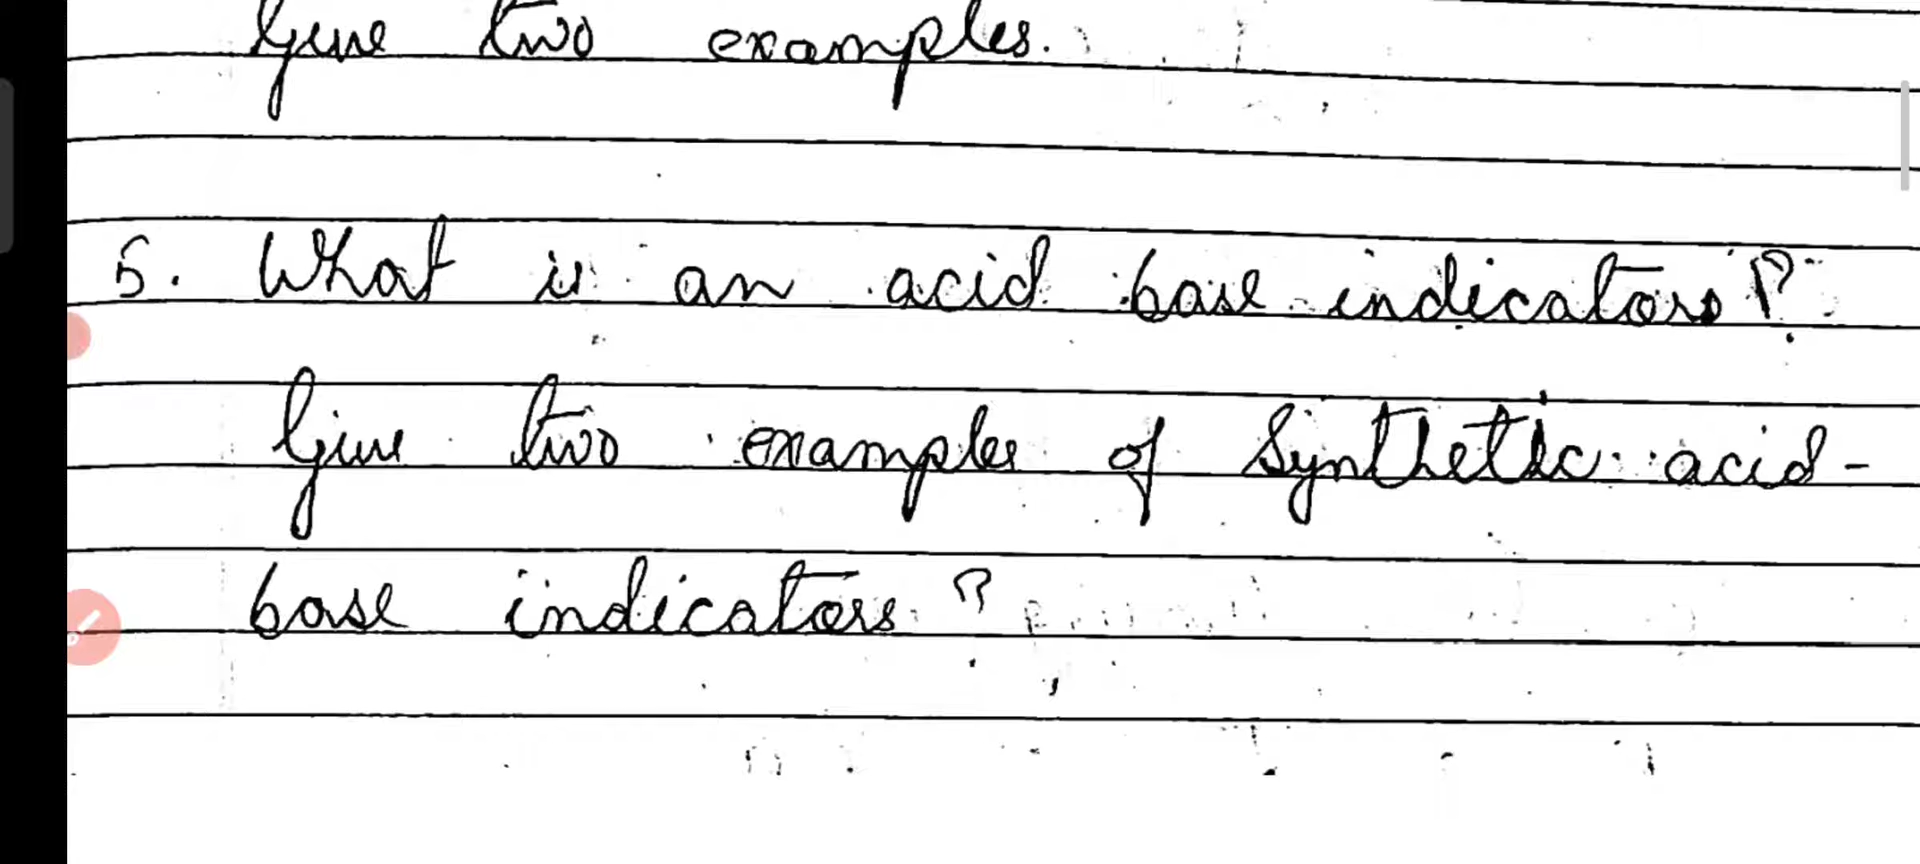 Give two examples.
5. What is an acid base indicators?
Give two examples of Synthetic acid-
base indicators?